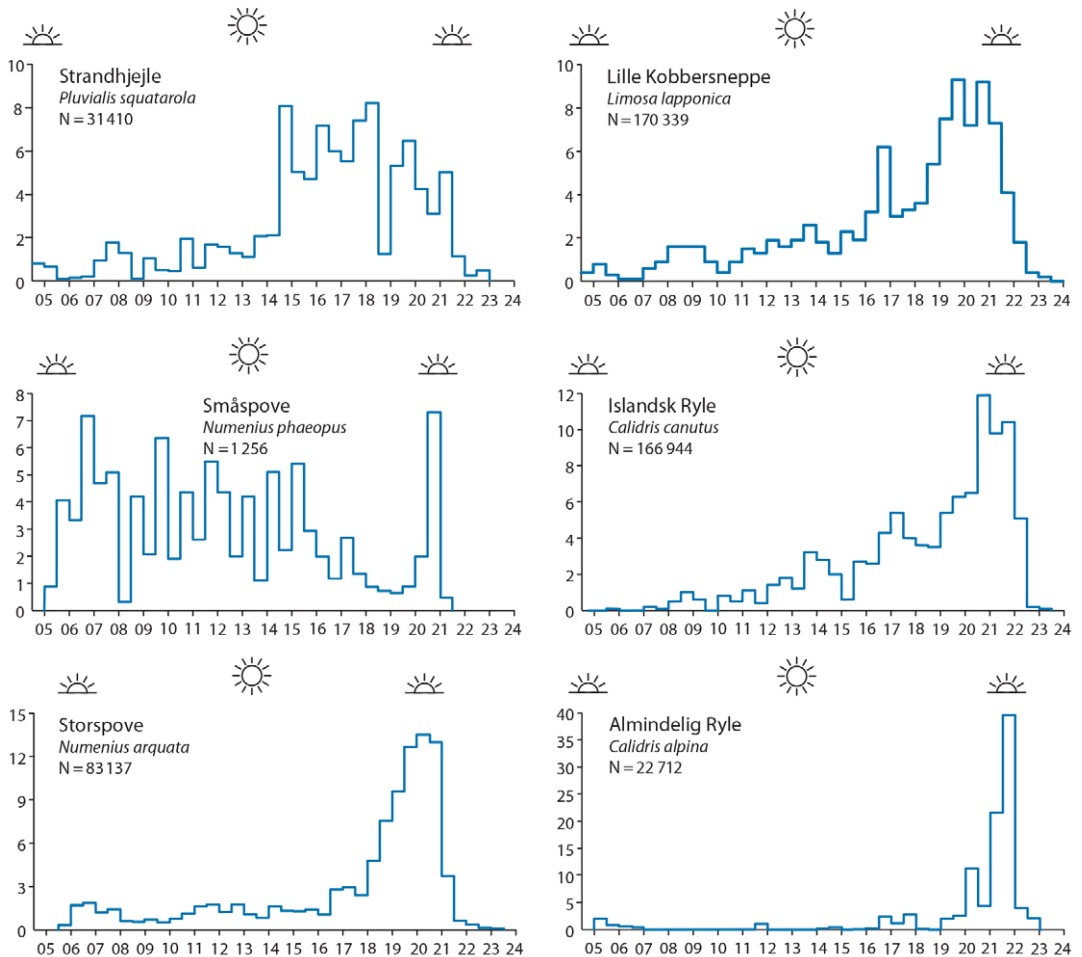 Strandhjejle
Pluvialis squatarola
N = 31 410
10
8
6
4
2
0
05 06 07 08 09 10 11 12 13 14 15 16 17 18 19 20 21 22 23 24
Lille Kobbersneppe
Limosa lapponica
N = 170 339
10
8
6
4
2
0
05 06 07 08 09 10 11 12 13 14 15 16 17 18 19 20 21 22 23 24
Småspove
Numenius phaeopus
N = 1 256
8
7
6
5
4
3
2
1
0
05 06 07 08 09 10 11 12 13 14 15 16 17 18 19 20 21 22 23 24
Islandsk Ryle
Calidris canutus
N = 166 944
12
10
8
6
4
2
0
05 06 07 08 09 10 11 12 13 14 15 16 17 18 19 20 21 22 23 24
Storspove
Numenius arquata
N = 83 137
15
12
9
6
3
0
05 06 07 08 09 10 11 12 13 14 15 16 17 18 19 20 21 22 23 24
Almindelig Ryle
Calidris alpina
N = 22 712
40
35
30
25
20
15
10
5
0
05 06 07 08 09 10 11 12 13 14 15 16 17 18 19 20 21 22 23 24